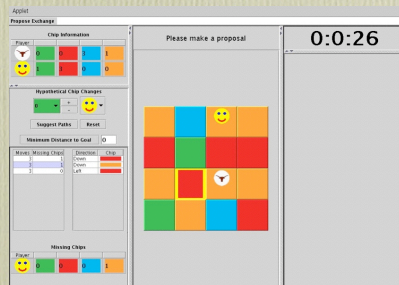 Applet
Propose Exchange
Chip Information
Player
0 0 1 1
1 0 0
Please make a proposal
0:0:26
Hypothetical Chip Changes
0
+
-
Suggest Paths Reset
Minimum Distance to Goal 0
Moves Missing Chips Direction Chip
3 1 Down
3 1 Down
3 0 Left
Missing Chips
Player
0 0 0 1